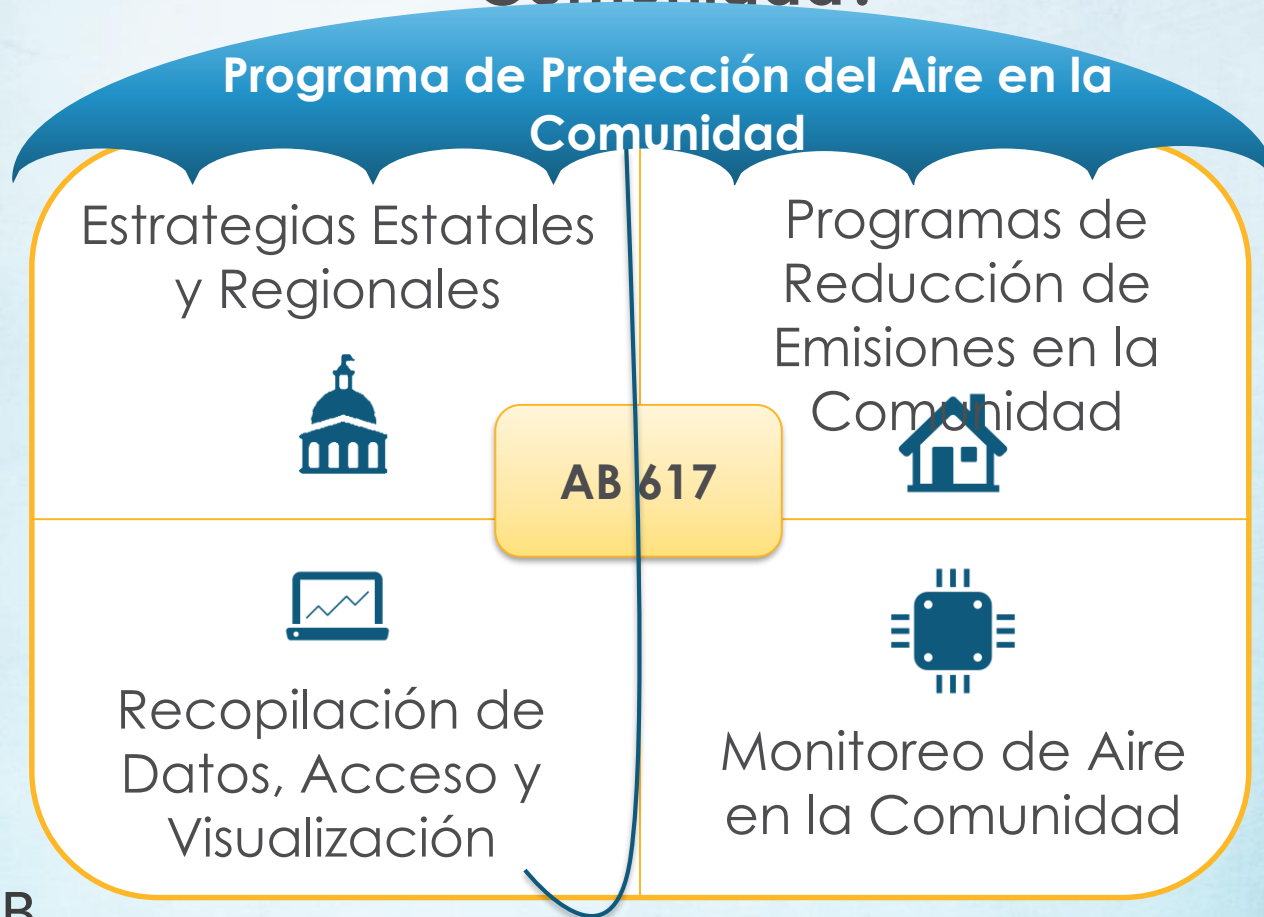 Comunidad?
Programa de Protección del Aire en la
Comunidad
Estrategias Estatales
y Regionales
Programas de
Reducción de
Emisiones en la
Comunidad
AB 617
Recopilación de
Datos, Acceso y
Visualización
Monitoreo de Aire
en la Comunidad
B